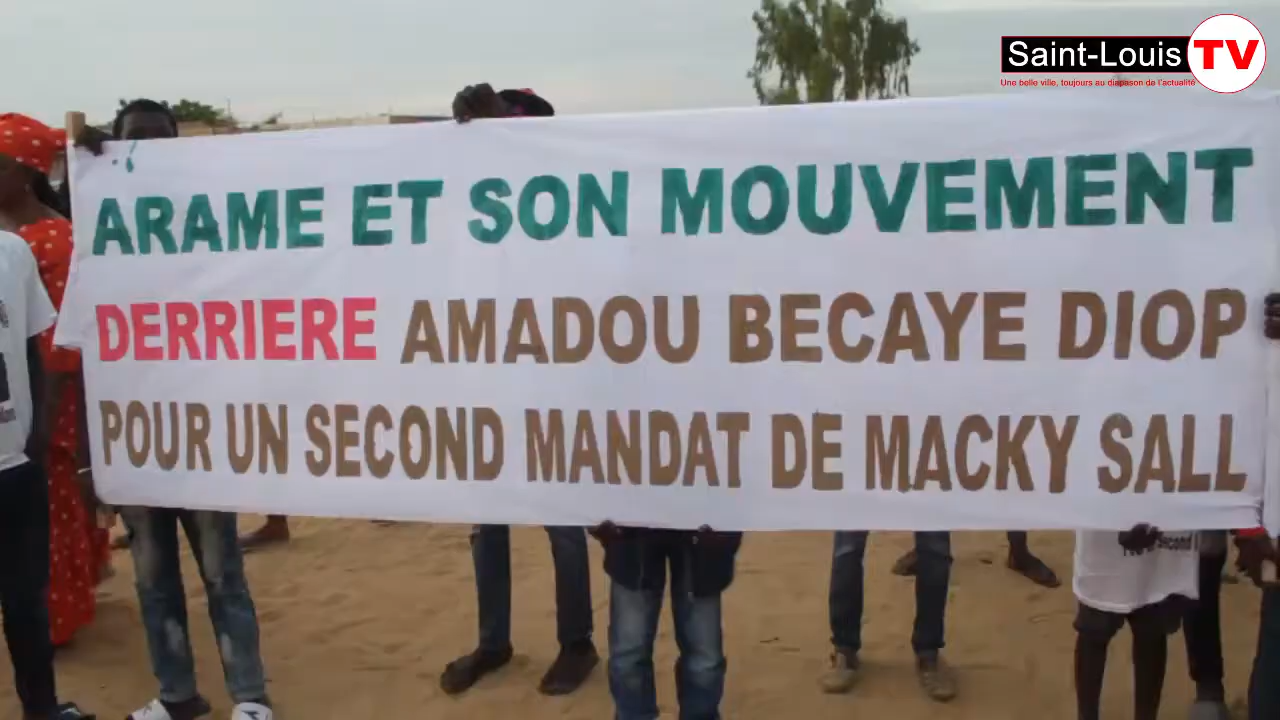 Saint-Louis TV
Une belle ville, toujours au diapason de l'actualité
ARAME ET SON MOUVEMENT
DERRIERE AMADOU BECAYE DIOP
POUR UN SECOND MANDAT DE MACKY SALL
Second